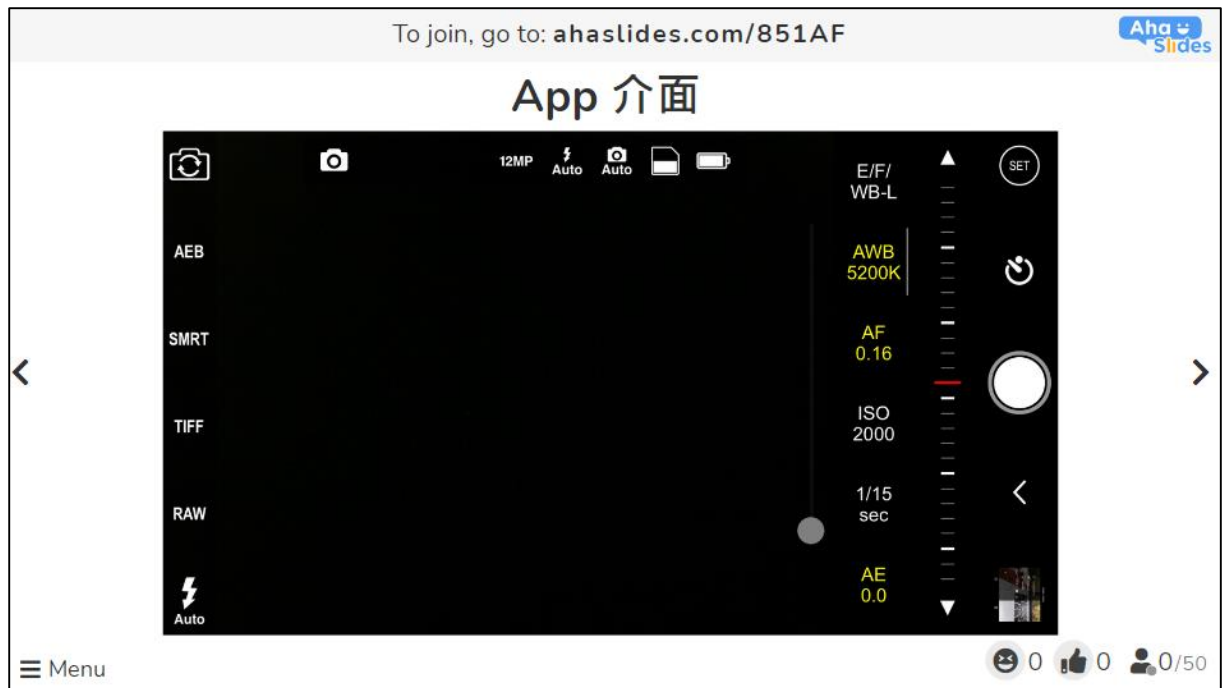 To join, go to: ahaslides.com/851AF
Aha
Slides
App 介面
12MP
Auto
Auto
E/F/
WB-L
SET
AEB
AWB
5200K
SMRT
AF
0.16
TIFF
ISO
2000
RAW
1/15
sec
Auto
AE
0.0
Menu
0
0
0/50